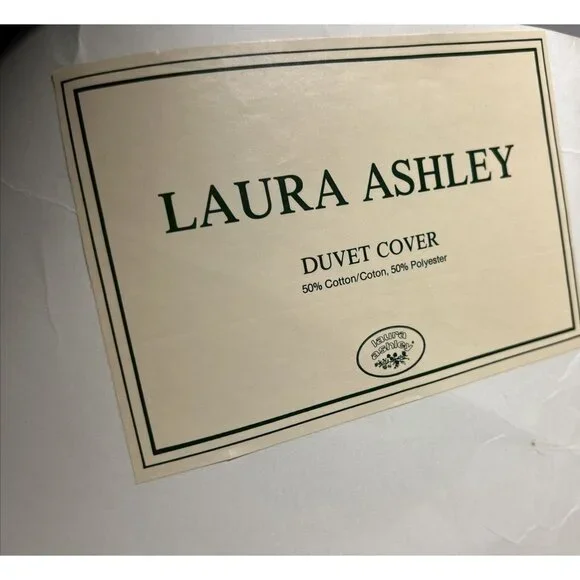 LAURA ASHLEY
DUVET COVER
50% Cotton/Coton, 50% Polyester
laura
ashley®